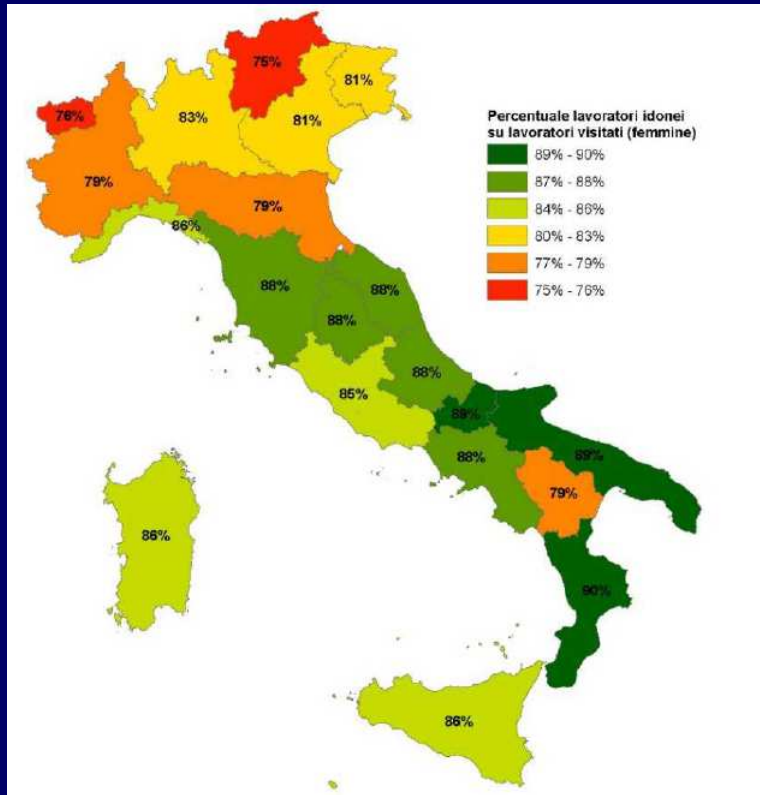 75%
81%
76%
83%
81%
79%
79%
86%
88%
88%
88%
88%
85%
89%
89%
88%
79%
86%
90%
86%
Percentuale lavoratori idonei
su lavoratori visitati (femmine)
89% - 90%
87% - 88%
84% - 86%
80% - 83%
77% - 79%
75% - 76%